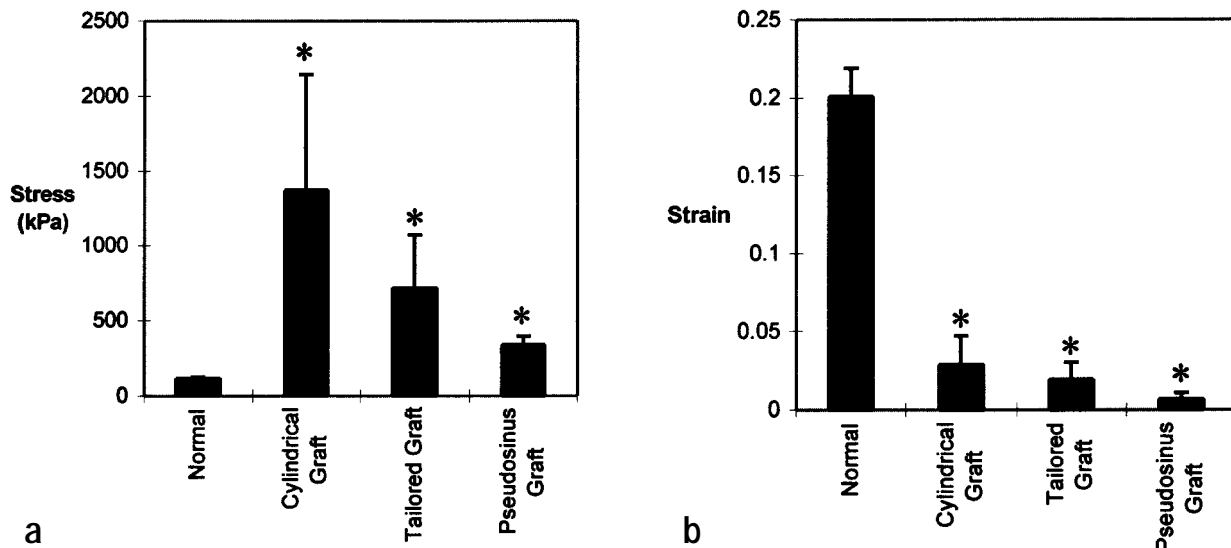 2500
2000
1500
1000
500
0
Stress
(kPa)
*
*
*
Normal
Cylindrical
Graft
Tailored Graft
Pseudosinus
Graft
a
0.25
0.2
0.15
0.1
0.05
0
Strain
*
*
*
Normal
Cylindrical
Graft
Tailored
Graft
Pseudosinus
Graft
b